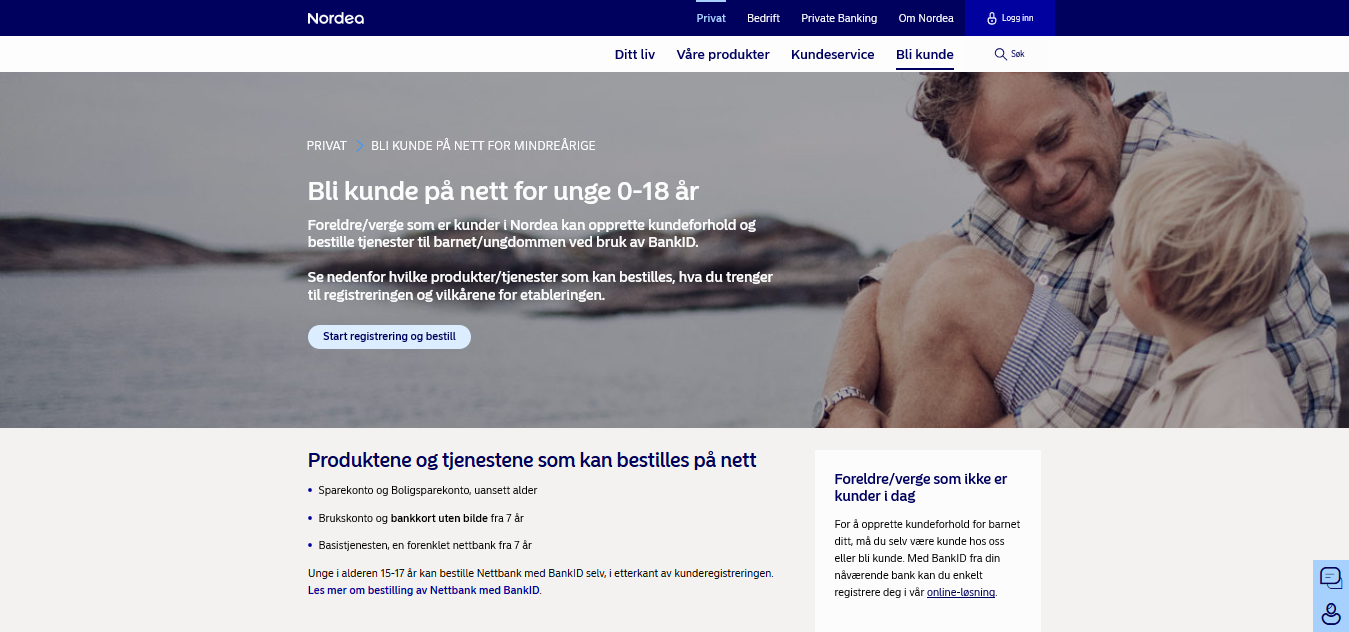 Nordea
Privat
Bedrift
Private Banking
Om Nordea
Logg inn
Ditt liv
Våre produkter
Kundeservice
Bli kunde
Søk
PRIVAT
BLI KUNDE PÅ NETT FOR MINDREÅRIGE
Bli kunde på nett for unge 0-18 år
Foreldre/verge som er kunder i Nordea kan opprette kundeforhold og
bestille tjenester til barnet/ungdommen ved bruk av BankID.
Se nedenfor hvilke produkter/tjenester som kan bestilles, hva du trenger
til registreringen og vilkårene for etableringen.
Start registrering og bestill
Produktene og tjenestene som kan bestilles på nett
Sparekonto og Boligsparekonto, uansett alder
Brukskonto og bankkort uten bilde fra 7 år
Basistjenesten, en forenklet nettbank fra 7 år
Unge i alderen 15-17 år kan bestille Nettbank med BankID selv, i etterkant av kunderegistreringen.
Les mer om bestilling av Nettbank med BankID.
Foreldre/verge som ikke er
kunder i dag
For å opprette kundeforhold for barnet
ditt, må du selv være kunde hos oss
eller bli kunde. Med BankID fra din
nåværende bank kan du enkelt
registrere deg i vår online-løsning.